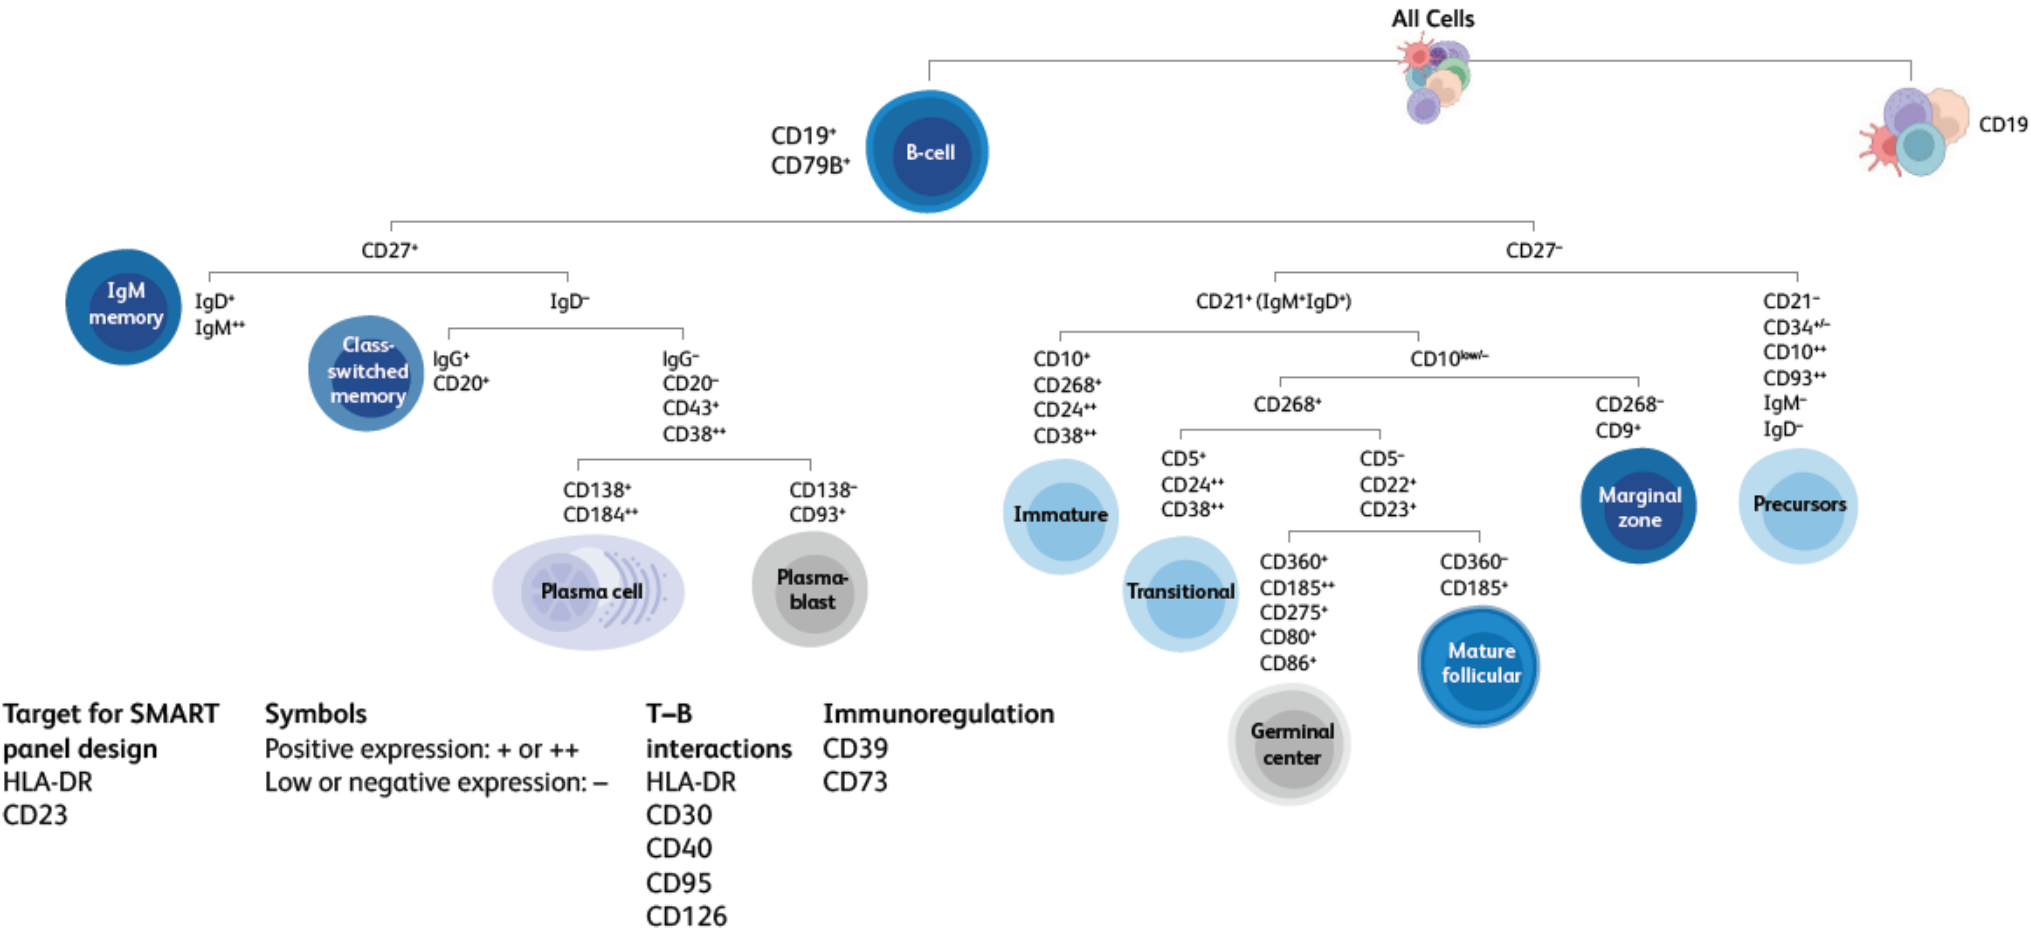 All Cells
CD19⁺
CD79B⁺
B-cell
CD19
CD27⁺
CD27⁻
IgM
memory
IgD⁺
IgM⁺⁺
IgD⁻
CD21⁺ (IgM⁺IgD⁺)
CD21⁻
CD34⁺/⁻
CD10⁺⁺
CD93⁺⁺
IgM⁻
IgD⁻
Precursors
Class-
switched
memory
IgG⁺
CD20⁺
IgG⁻
CD20⁻
CD43⁺
CD38⁺⁺
CD10⁺
CD268⁺
CD24⁺⁺
CD38⁺⁺
Immature
CD10low/⁻
CD268⁺
CD268⁻
CD9⁺
Marginal
zone
CD138⁺
CD184⁺⁺
Plasma cell
CD138⁻
CD93⁺
Plasma-
blast
CD5⁺
CD24⁺⁺
CD38⁺⁺
Transitional
CD5⁻
CD22⁺
CD23⁺
CD360⁺
CD185⁺⁺
CD275⁺
CD80⁺
CD86⁺
Germinal
center
CD360⁻
CD185⁺
Mature
follicular
Target for SMART
panel design
HLA-DR
CD23
Symbols
Positive expression: + or ++
Low or negative expression: –
T–B
interactions
HLA-DR
CD30
CD40
CD95
CD126
Immunoregulation
CD39
CD73